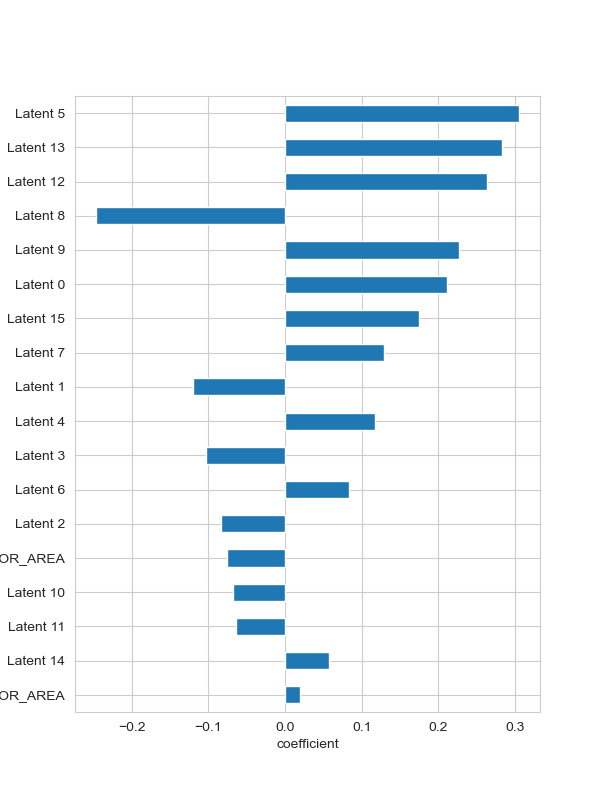 Latent 5
Latent 13
Latent 12
Latent 8
Latent 9
Latent 0
Latent 15
Latent 7
Latent 1
Latent 4
Latent 3
Latent 6
Latent 2
OR_AREA
Latent 10
Latent 11
Latent 14
OR_AREA
−0.2 −0.1 0.0 0.1 0.2 0.3
coefficient